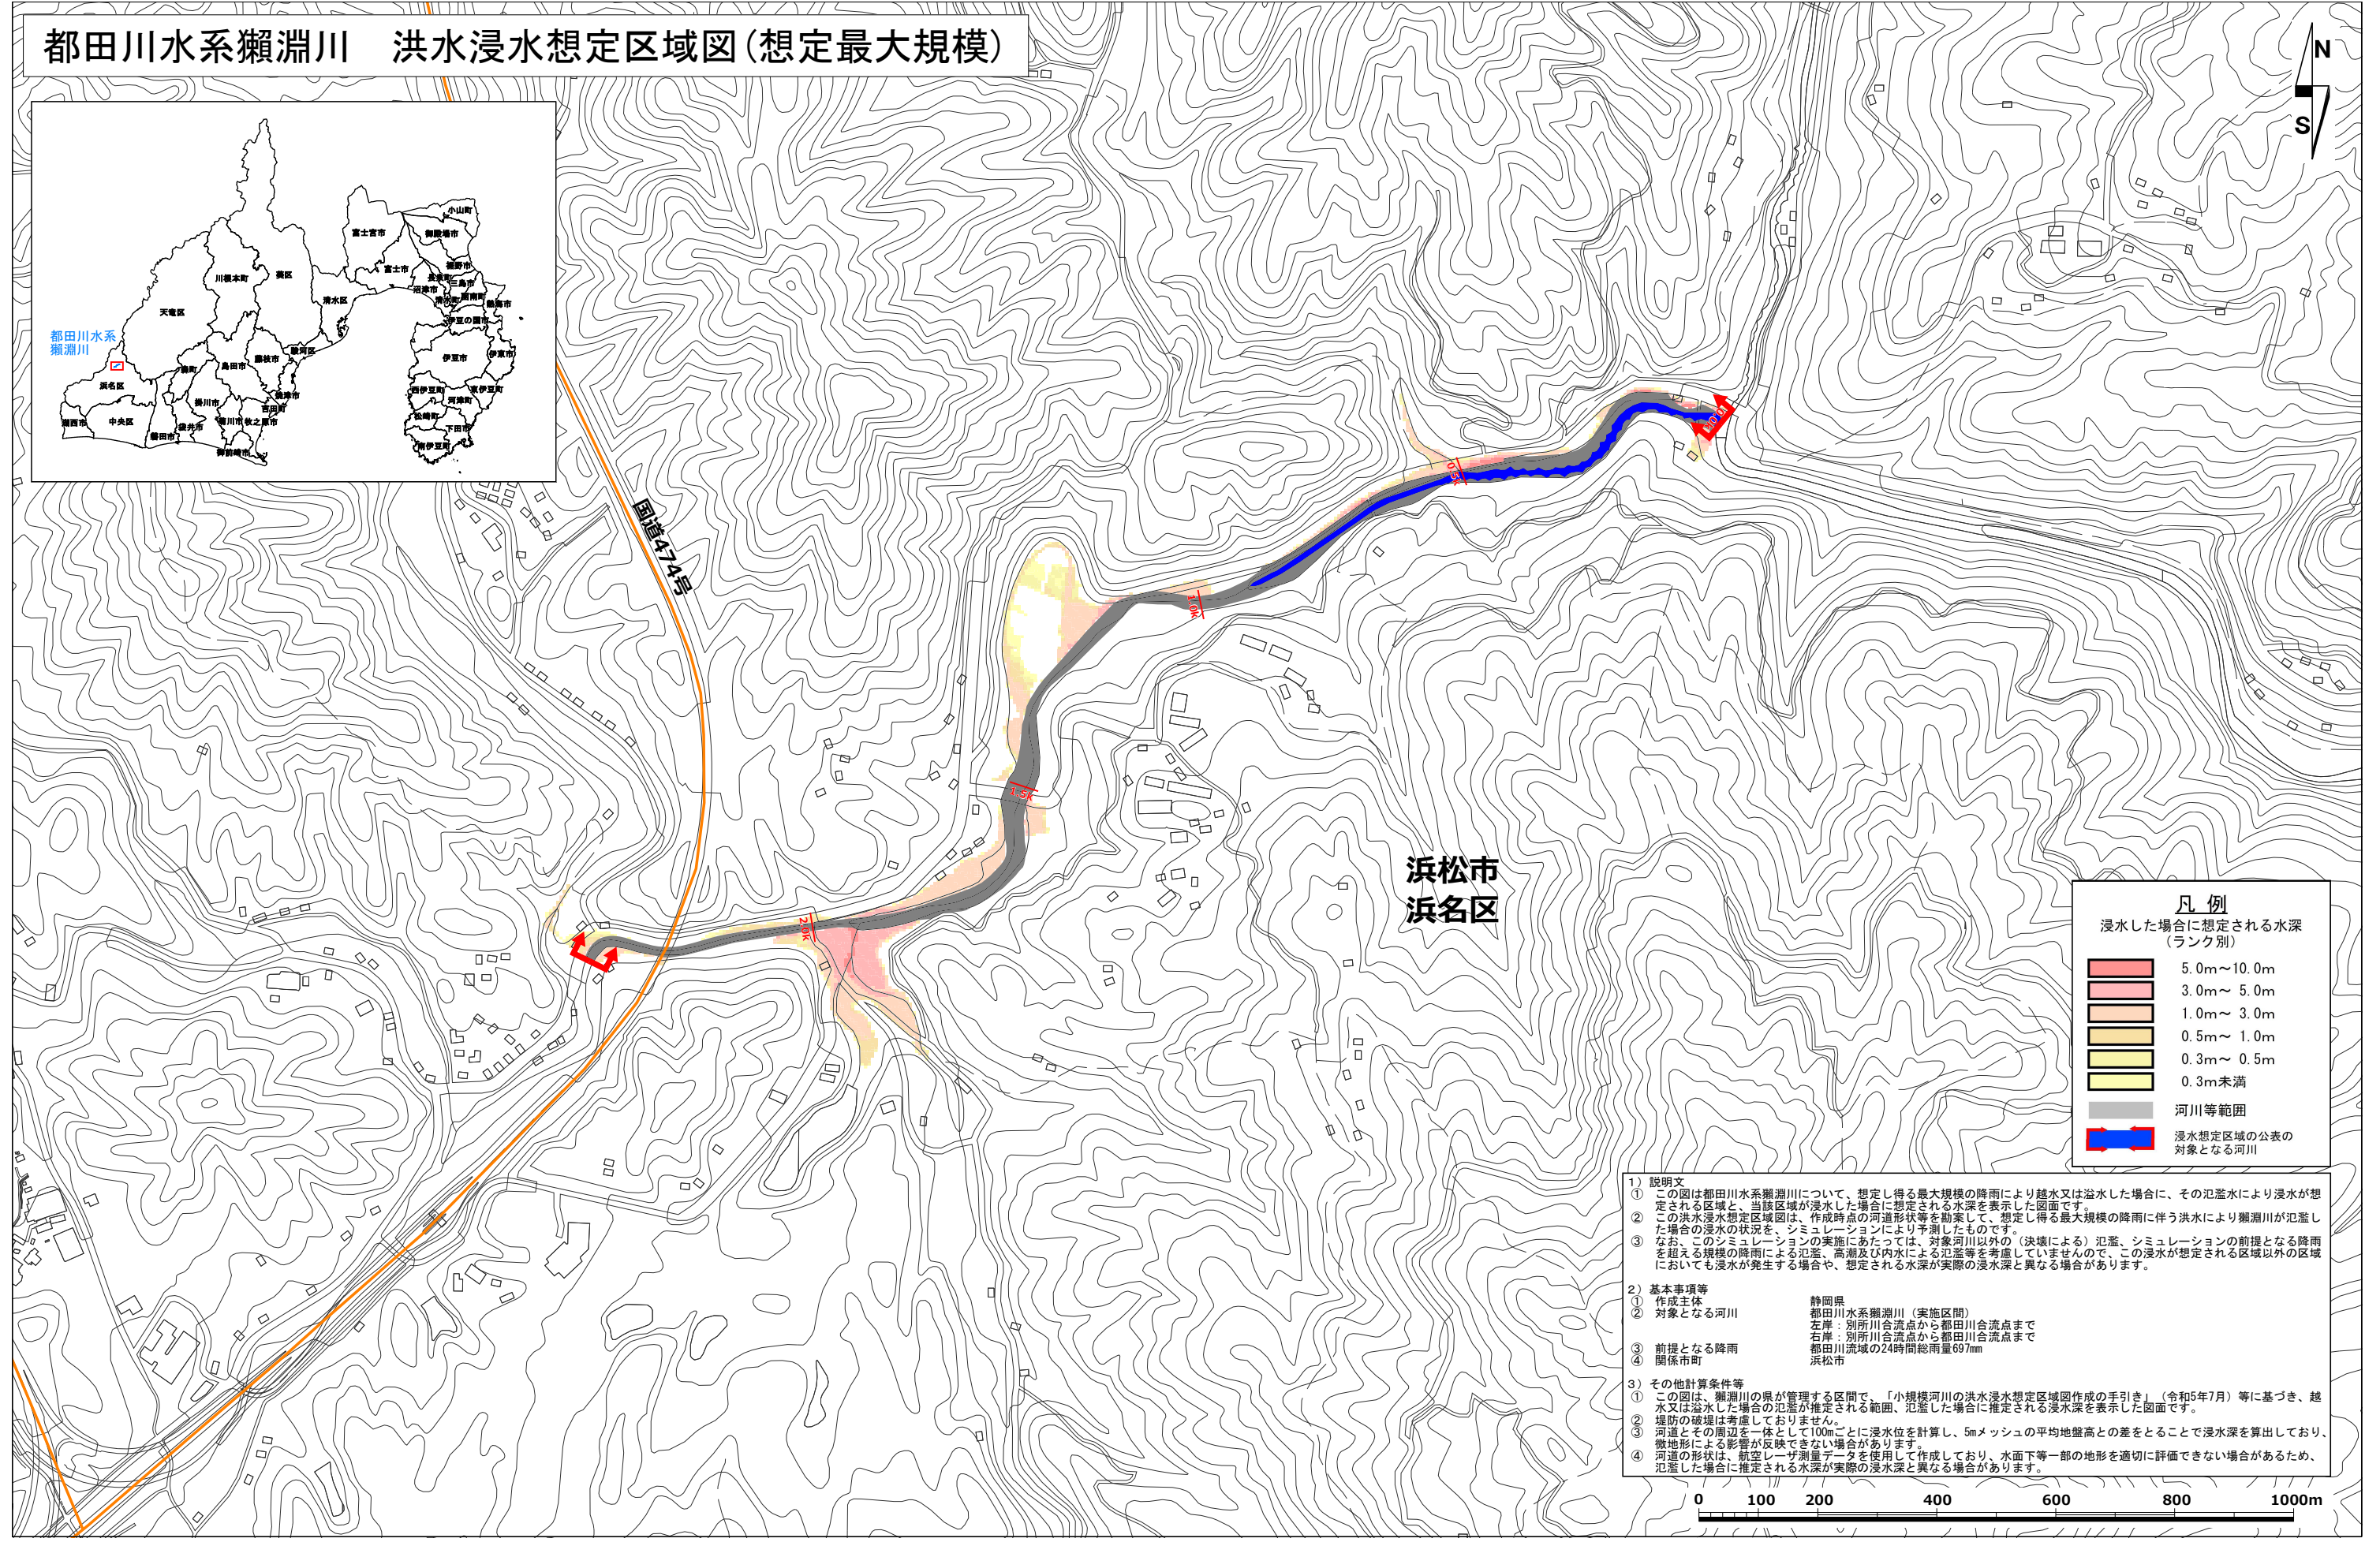 都田川水系獺淵川　洪水浸水想定区域図(想定最大規模)
N
S
小山町
富士宮市
御殿場市
裾野市
富士市
長泉町
三島市
沼津市
清水町
函南町
熱海市
伊豆の国市
川根本町
葵区
清水区
天竜区
都田川水系
獺淵川
駿河区
藤枝市
伊豆市
伊東市
森町
島田市
浜名区
焼津市
西伊豆町
東伊豆町
河津町
掛川市
吉田町
松崎町
湖西市
中央区
菊川市
牧之原市
下田市
袋井市
磐田市
南伊豆町
御前崎市
国道474号
0.0k
0.5k
1.0k
1.5k
2.0k
浜松市
浜名区
凡 例
浸水した場合に想定される水深
(ランク別)
5.0m～10.0m
3.0m～ 5.0m
1.0m～ 3.0m
0.5m～ 1.0m
0.3m～ 0.5m
0.3m未満
河川等範囲
浸水想定区域の公表の
対象となる河川
1) 説明文
① この図は都田川水系獺淵川について、想定し得る最大規模の降雨により越水又は溢水した場合に、その氾濫水により浸水が想
定される区域と、当該区域が浸水した場合に想定される水深を表示した図面です。
② この洪水浸水想定区域図は、作成時点の河道形状等を勘案して、想定し得る最大規模の降雨に伴う洪水により獺淵川が氾濫し
た場合の浸水の状況を、シミュレーションにより予測したものです。
③ なお、このシミュレーションの実施にあたっては、対象河川以外の（決壊による）氾濫、シミュレーションの前提となる降雨
を超える規模の降雨による氾濫、高潮及び内水による氾濫等を考慮していませんので、この浸水が想定される区域以外の区域
においても浸水が発生する場合や、想定される水深が実際の浸水深と異なる場合があります。
2) 基本事項等
① 作成主体 静岡県
② 対象となる河川 都田川水系獺淵川（実施区間）
左岸：別所川合流点から都田川合流点まで
右岸：別所川合流点から都田川合流点まで
③ 前提となる降雨 都田川流域の24時間総雨量697mm
④ 関係市町 浜松市
3) その他計算条件等
① この図は、獺淵川の県が管理する区間で、「小規模河川の洪水浸水想定区域図作成の手引き」（令和5年7月）等に基づき、越
水又は溢水した場合の氾濫が推定される範囲、氾濫した場合に推定される浸水深を表示した図面です。
② 堤防の破堤は考慮しておりません。
③ 河道とその周辺を一体として100mごとに浸水位を計算し、5mメッシュの平均地盤高との差をとることで浸水深を算出しており、
微地形による影響が反映できない場合があります。
④ 河道の形状は、航空レーザ測量データを使用して作成しており、水面下等一部の地形を適切に評価できない場合があるため、
氾濫した場合に推定される水深が実際の浸水深と異なる場合があります。
0 100 200 400 600 800 1000m